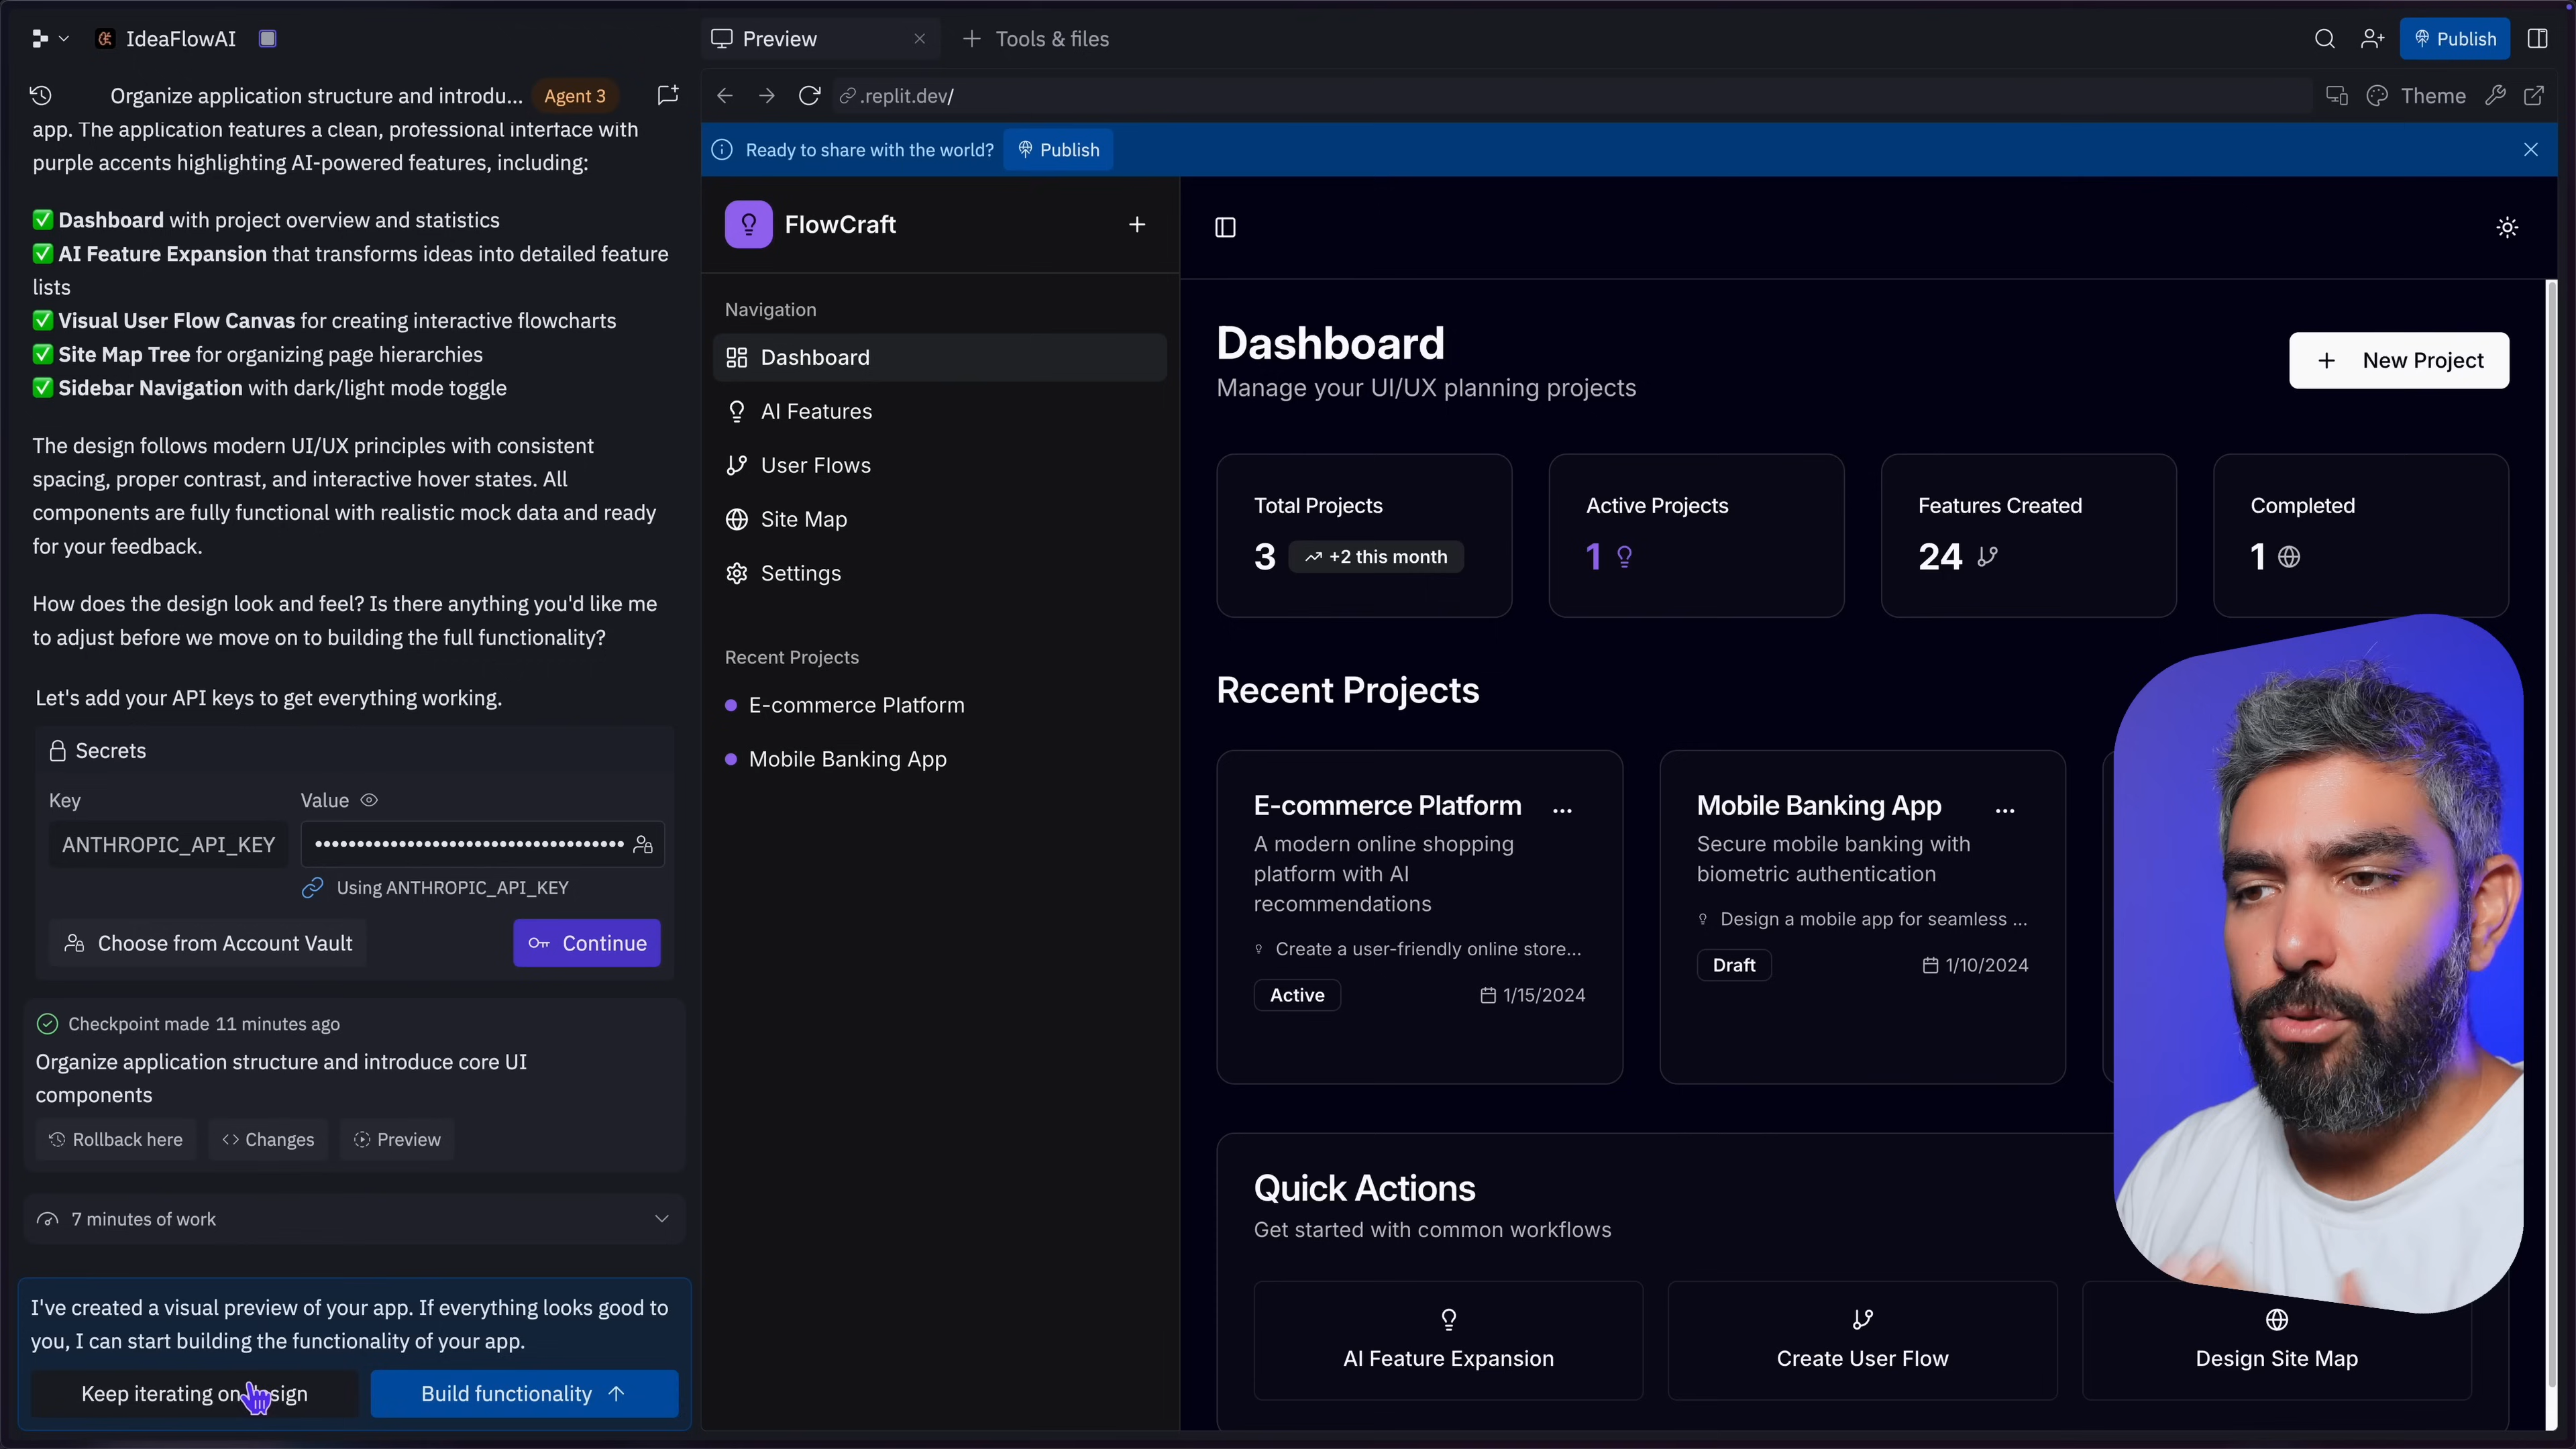 IdeaFlowAI
Preview
Tools & files
Publish
Organize application structure and introdu...
Agent 3
.replit.dev/
Theme
app. The application features a clean, professional interface with
purple accents highlighting AI-powered features, including:
✅ Dashboard with project overview and statistics
✅ AI Feature Expansion that transforms ideas into detailed feature
lists
✅ Visual User Flow Canvas for creating interactive flowcharts
✅ Site Map Tree for organizing page hierarchies
✅ Sidebar Navigation with dark/light mode toggle
The design follows modern UI/UX principles with consistent
spacing, proper contrast, and interactive hover states. All
components are fully functional with realistic mock data and ready
for your feedback.
How does the design look and feel? Is there anything you'd like me
to adjust before we move on to building the full functionality?
Let's add your API keys to get everything working.
Secrets
Key
Value
ANTHROPIC_API_KEY
Using ANTHROPIC_API_KEY
Choose from Account Vault
Continue
Checkpoint made 11 minutes ago
Organize application structure and introduce core UI
components
Rollback here
Changes
Preview
7 minutes of work
I've created a visual preview of your app. If everything looks good to
you, I can start building the functionality of your app.
Keep iterating on design
Build functionality
Ready to share with the world?
Publish
FlowCraft
Navigation
Dashboard
AI Features
User Flows
Site Map
Settings
Recent Projects
E-commerce Platform
Mobile Banking App
Dashboard
Manage your UI/UX planning projects
New Project
Total Projects
3
+2 this month
Active Projects
1
Features Created
24
Completed
1
Recent Projects
E-commerce Platform
...
A modern online shopping
platform with AI
recommendations
Create a user-friendly online store...
Active
1/15/2024
Mobile Banking App
...
Secure mobile banking with
biometric authentication
Design a mobile app for seamless ...
Draft
1/10/2024
Quick Actions
Get started with common workflows
AI Feature Expansion
Create User Flow
Design Site Map